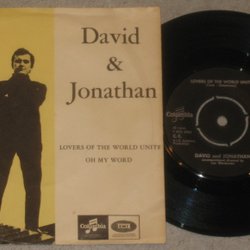 David
&
Jonathan
LOVERS OF THE WORLD UNITE
OH MY WORD
Columbia
EMI
LOVERS OF THE WORLD UNITE
Columbia
DAVID and JONATHAN